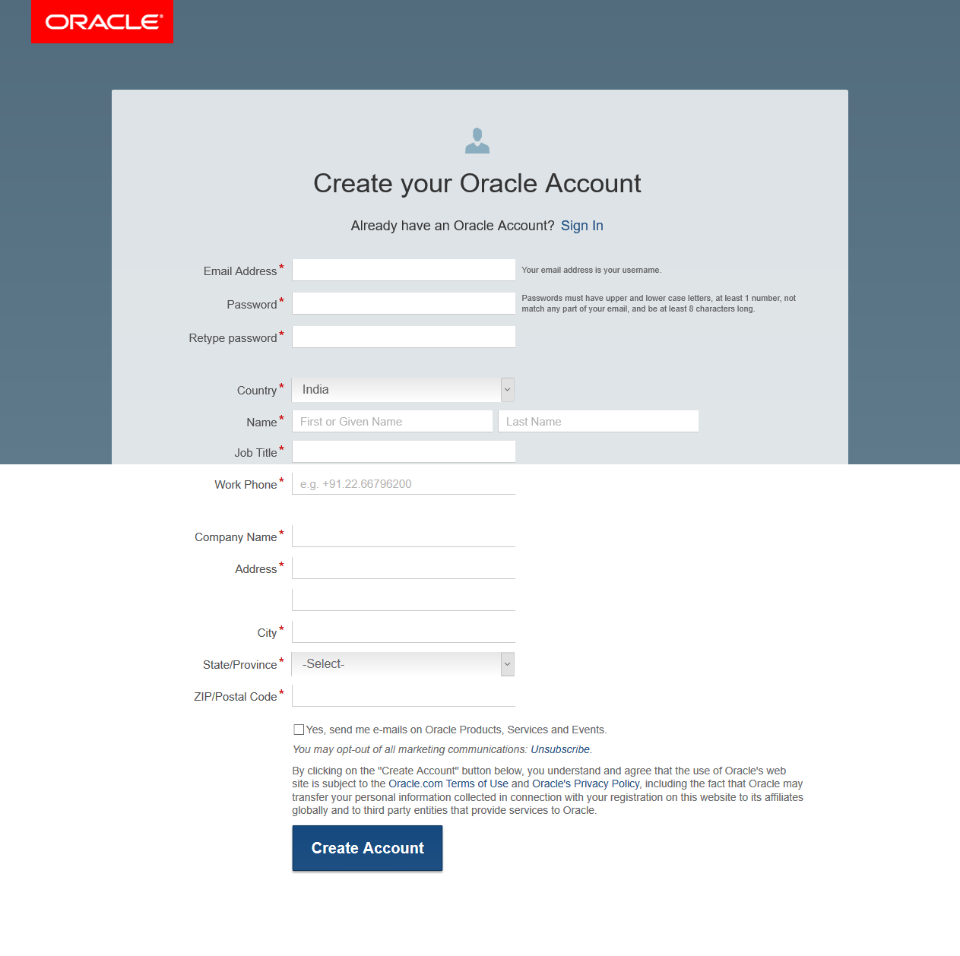 ORACLE®
Create your Oracle Account
Already have an Oracle Account? Sign In
Email Address*
Your email address is your username.
Password*
Passwords must have upper and lower case letters, at least 1 number, not
match any part of your email, and be at least 8 characters long.
Retype password*
Country* India
Name* First or Given Name Last Name
Job Title*
Work Phone* e.g. +91.22.66796200
Company Name*
Address*
City*
State/Province* -Select-
ZIP/Postal Code*
Yes, send me e-mails on Oracle Products, Services and Events.
You may opt-out of all marketing communications: Unsubscribe.
By clicking on the "Create Account" button below, you understand and agree that the use of Oracle's web
site is subject to the Oracle.com Terms of Use and Oracle's Privacy Policy, including the fact that Oracle may
transfer your personal information collected in connection with your registration on this website to its affiliates
globally and to third party entities that provide services to Oracle.
Create Account